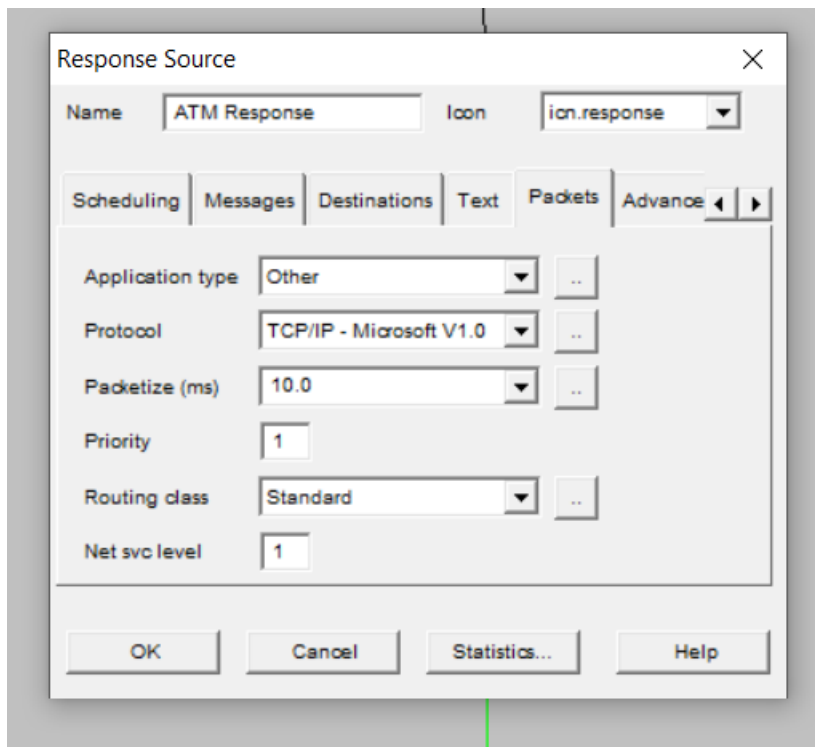 Response Source
Name ATM Response Icon icn.response
Scheduling Messages Destinations Text Packets Advance
Application type Other ..
Protocol TCP/IP - Microsoft V1.0 ..
Packetize (ms) 10.0 ..
Priority 1
Routing class Standard ..
Net svc level 1
OK Cancel Statistics... Help